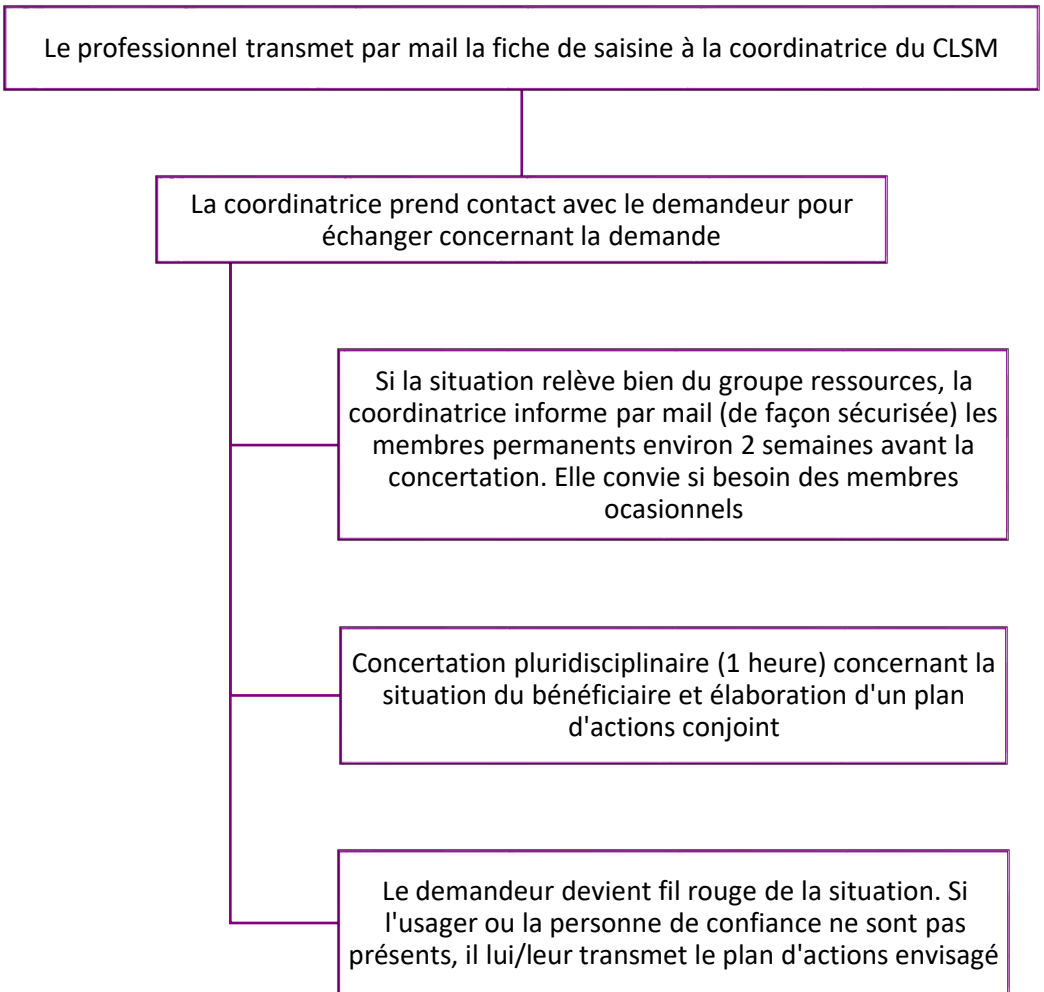 Le professionnel transmet par mail la fiche de saisine à la coordinatrice du CLSM
La coordinatrice prend contact avec le demandeur pour
échanger concernant la demande
Si la situation relève bien du groupe ressources, la
coordinatrice informe par mail (de façon sécurisée) les
membres permanents environ 2 semaines avant la
concertation. Elle convie si besoin des membres
ocasionnels
Concertation pluridisciplinaire (1 heure) concernant la
situation du bénéficiaire et élaboration d'un plan
d'actions conjoint
Le demandeur devient fil rouge de la situation. Si
l'usager ou la personne de confiance ne sont pas
présents, il lui/leur transmet le plan d'actions envisagé